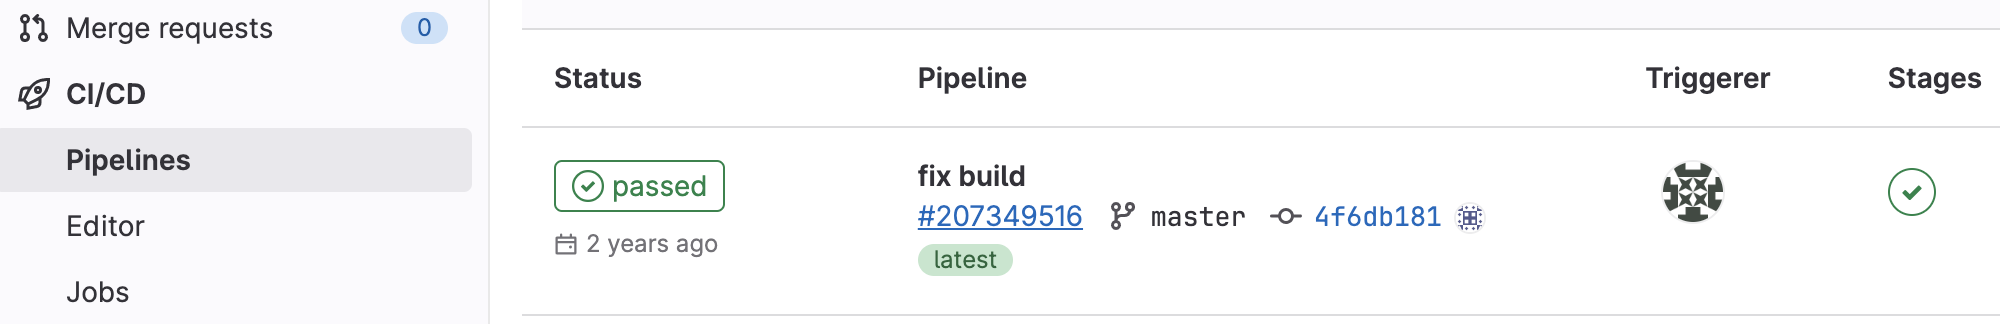 Merge requests 0
CI/CD
Pipelines
Editor
Jobs
Status Pipeline Triggerer Stages
passed
2 years ago
fix build
#207349516 master 4f6db181
latest